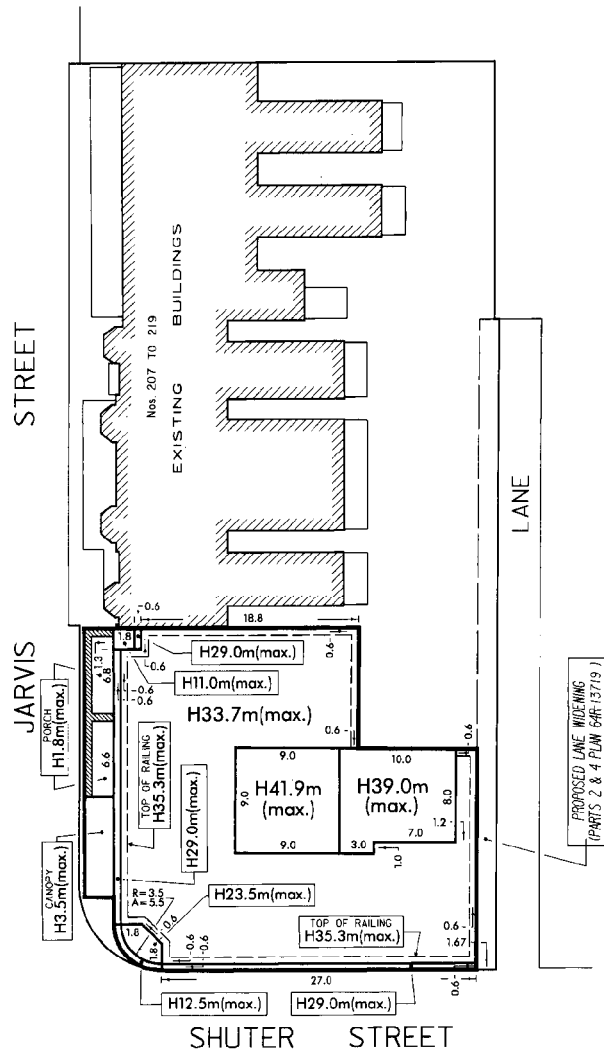 STREET
Nos. 207 TO 219
EXISTING BUILDINGS
LANE
JARVIS
PORCH
H1.8m(max.)
1.3
6.8
1.8
-0.6
18.8
0.6
H29.0m(max.)
H11.0m(max.)
0.6
0.6
0.6
H33.7m(max.)
0.6
6.6
TOP OF RAILING
H35.3m(max.)
H29.0m(max.)
9.0
9.0
H41.9m
(max.)
9.0
10.0
H39.0m
(max.)
8.0
1.2
7.0
3.0
1.0
0.6
PROPOSED LANE WIDENING
(PARTS 2 & 4 PLAN 64R-13719)
CANOPY
H3.5m(max.)
R=3.5
A=5.5
0.6
1.8
1.8
H23.5m(max.)
0.6
0.6
TOP OF RAILING
H35.3m(max.)
0.6
1.67
0.6
27.0
H12.5m(max.)
H29.0m(max.)
SHUTER STREET